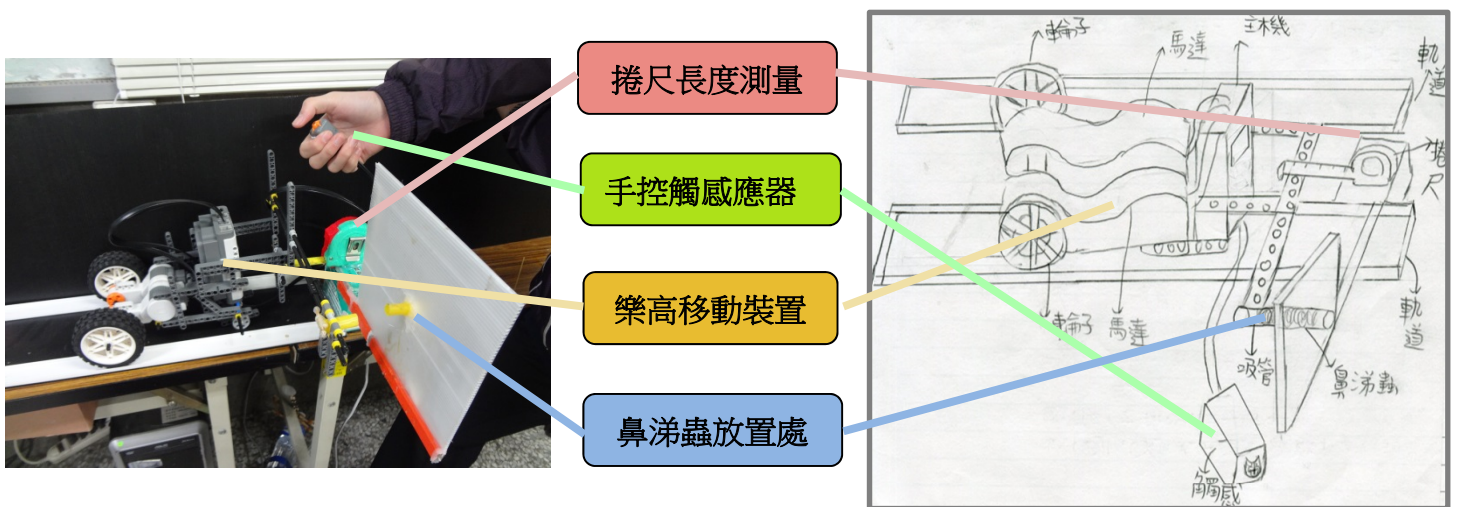 捲尺長度測量
手控觸感應器
樂高移動裝置
鼻涕蟲放置處
輪子
馬達
主機
軌道
捲尺
輪子
馬達
吸管
鼻涕蟲
軌道
觸感